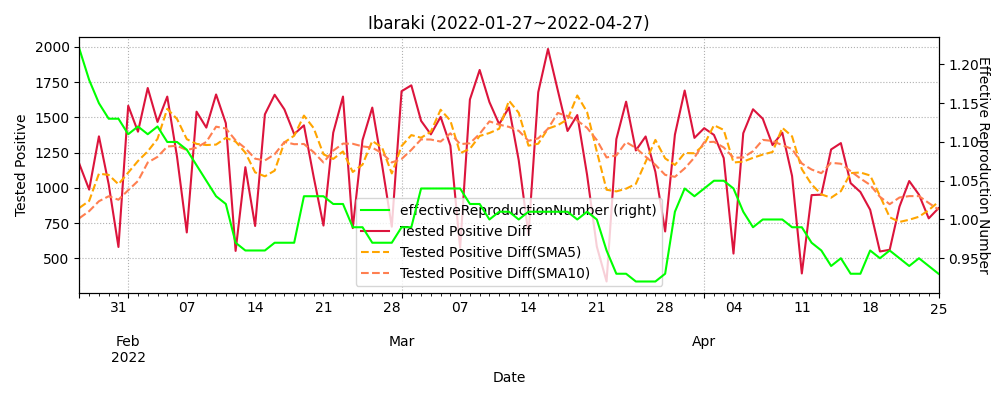 Ibaraki (2022-01-27~2022-04-27)
Tested Positive
2000
1750
1500
1250
1000
750
500
1.20
1.15
1.10
1.05
1.00
0.95
Effective Reproduction Number
effectiveReproductionNumber (right)
Tested Positive Diff
Tested Positive Diff(SMA5)
Tested Positive Diff(SMA10)
31 07 14 21 28 07 14 21 28 04 11 18 25
Feb Mar Apr
2022
Date